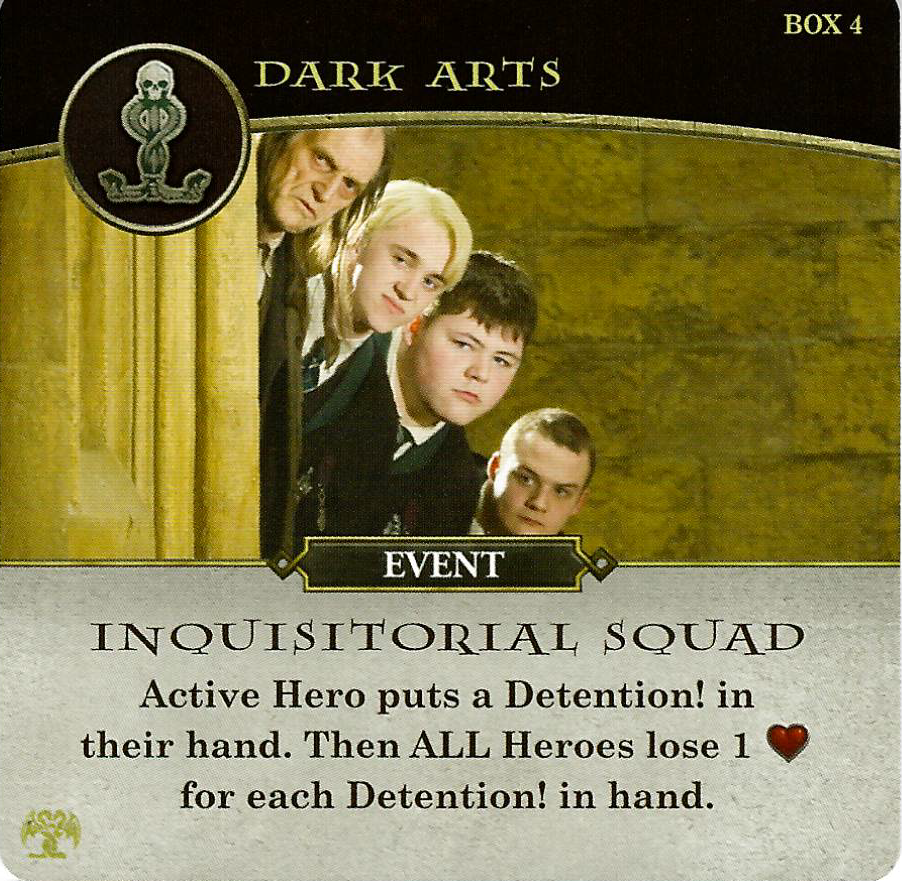 BOX 4
DARK ARTS
EVENT
INQUISITORIAL SQUAD
Active Hero puts a Detention! in
their hand. Then ALL Heroes lose 1
for each Detention! in hand.